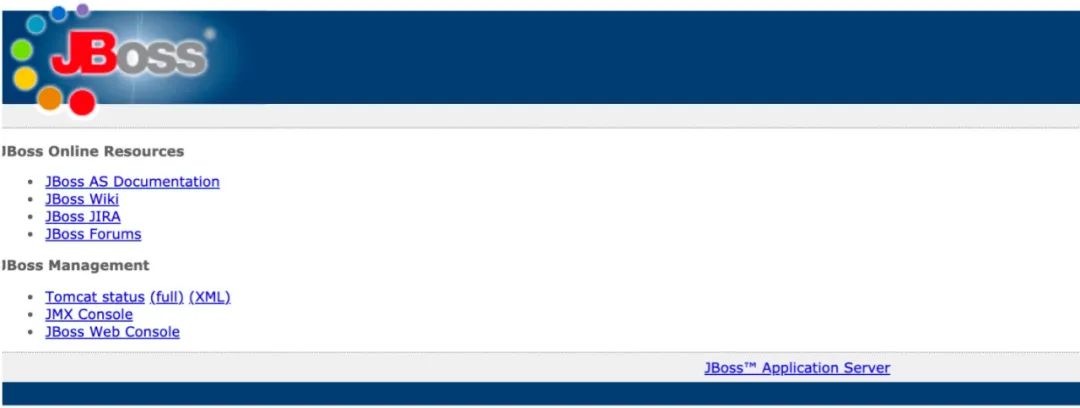 JBoss®
JBoss Online Resources
JBoss AS Documentation
JBoss Wiki
JBoss JIRA
JBoss Forums
JBoss Management
Tomcat status (full) (XML)
JMX Console
JBoss Web Console
JBoss™ Application Server